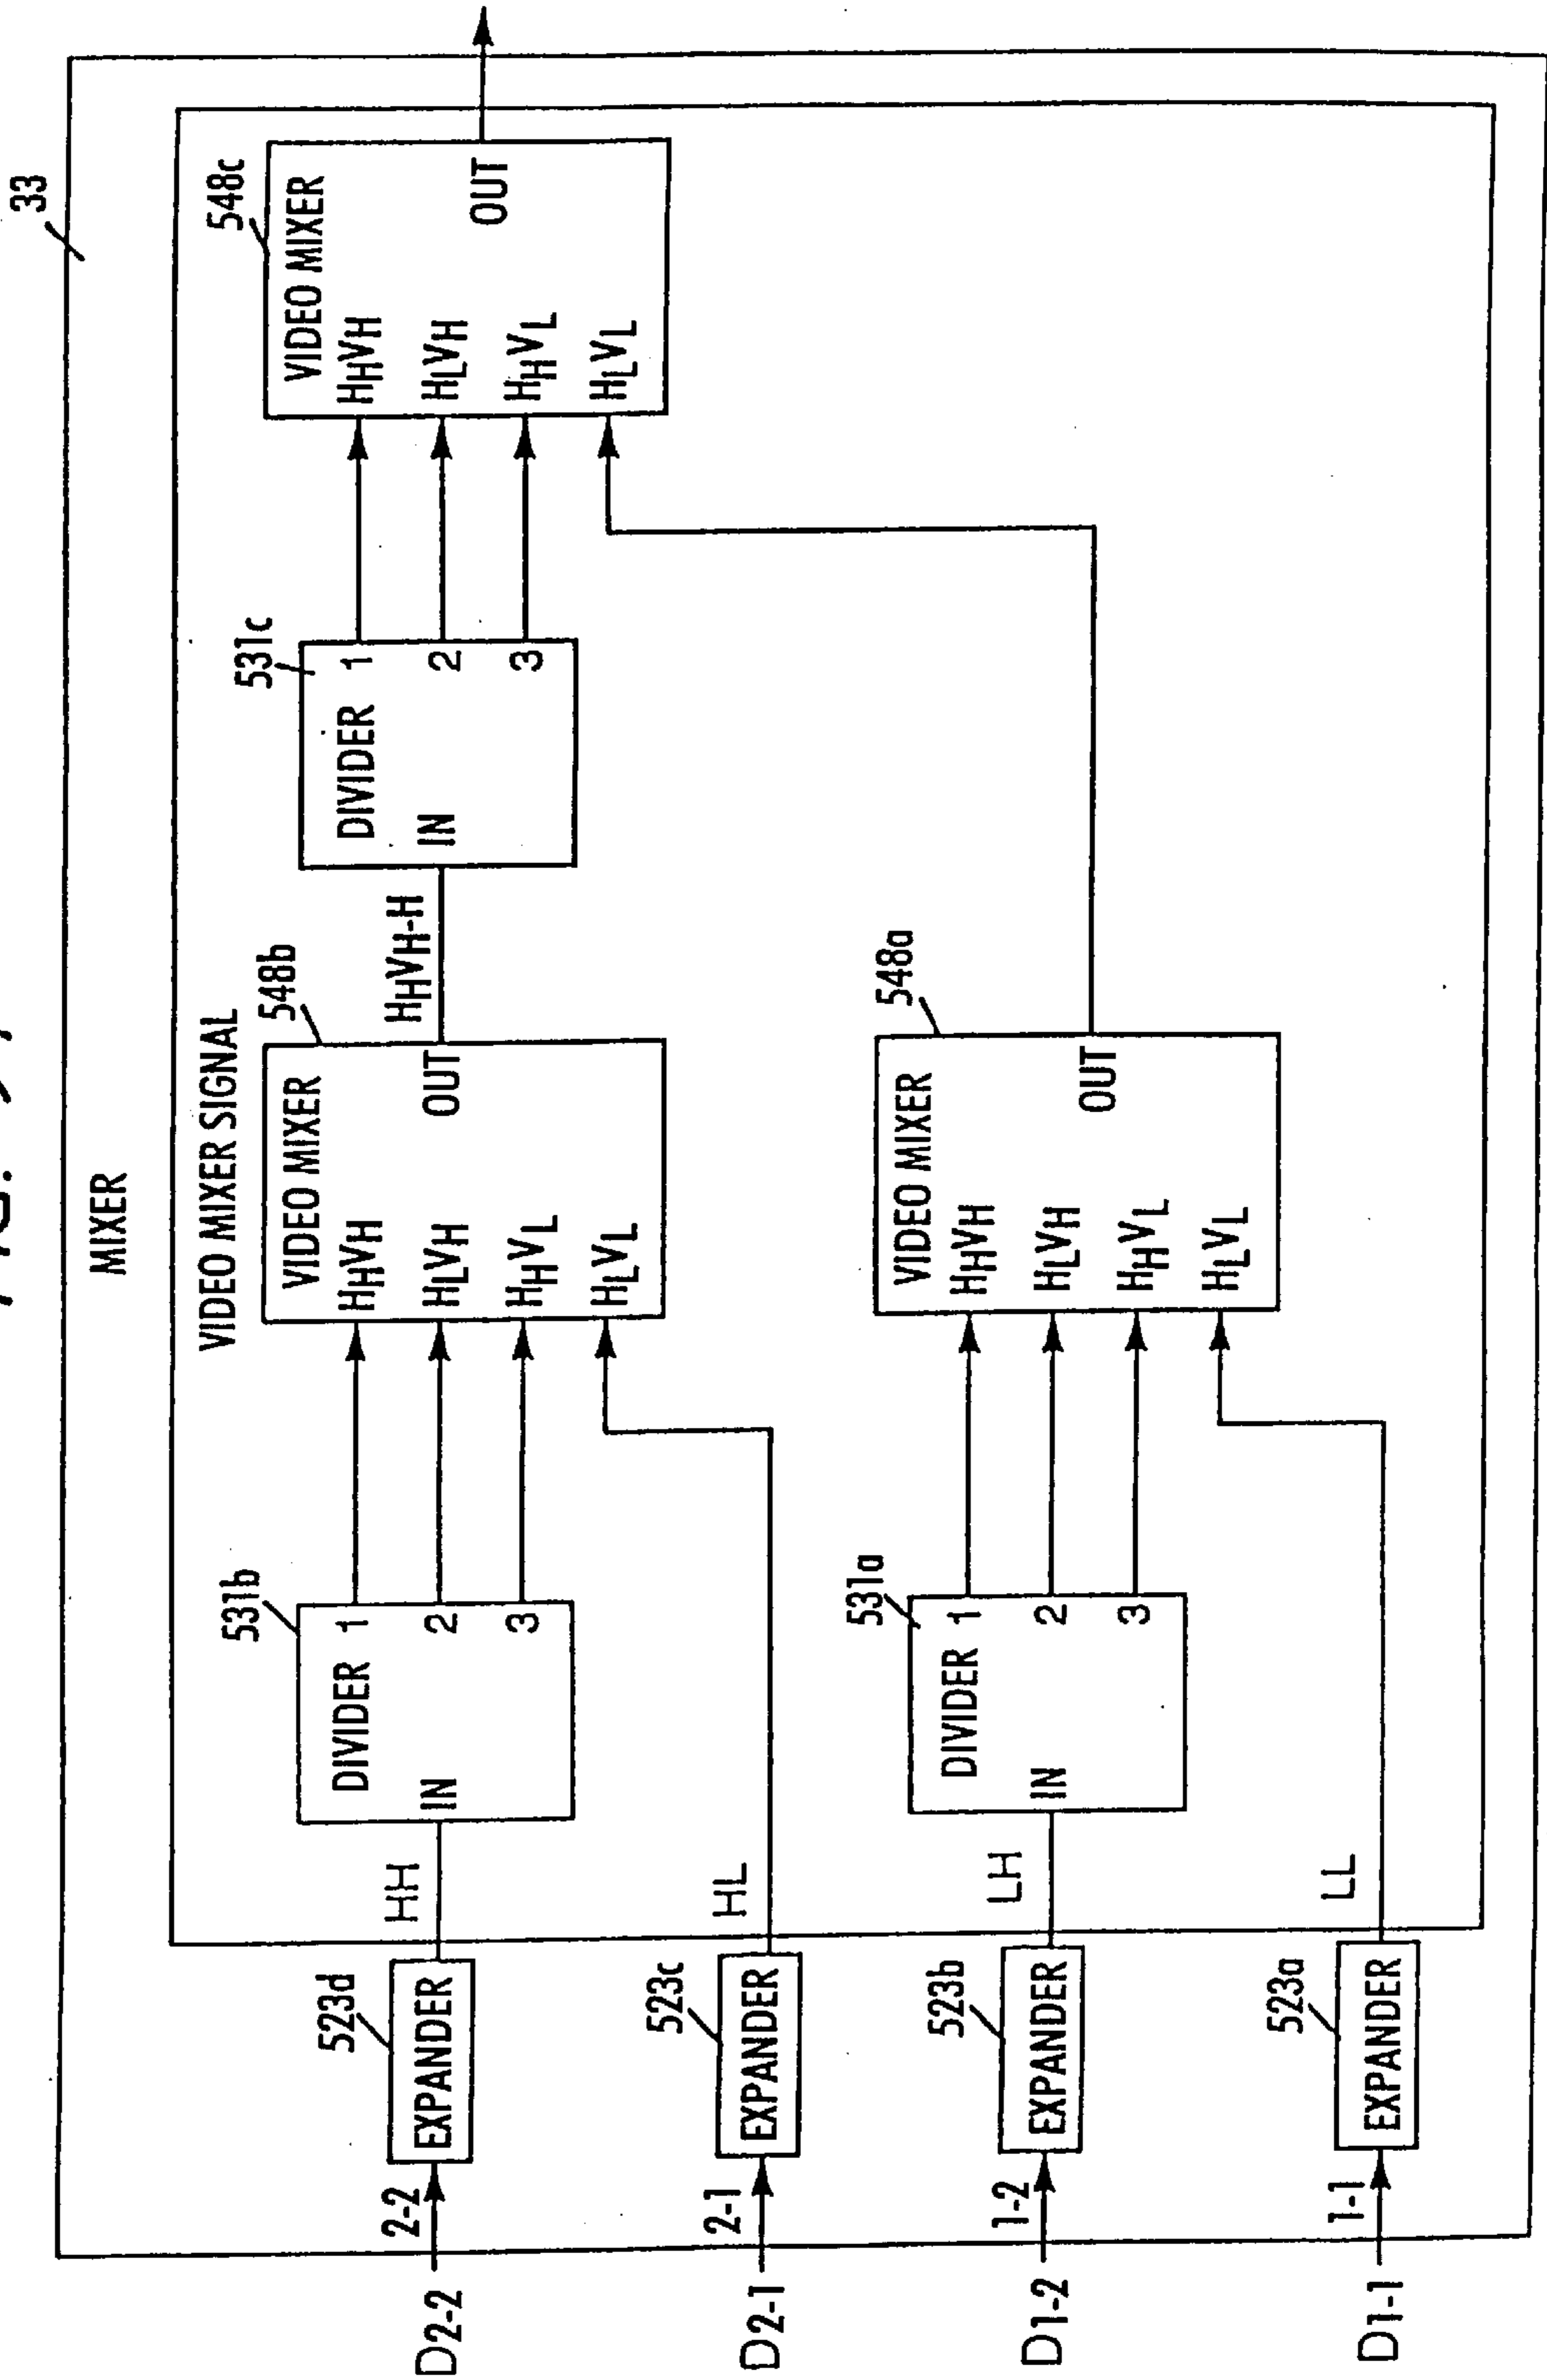 33
MIXER
VIDEO MIXER SIGNAL
D2-2
2-2
523d
EXPANDER
HH
531b
DIVIDER
IN
1
2
3
548b
VIDEO MIXER
HHVH
HLVH
HHVL
HLVL
OUT
HHVH-H
531c
DIVIDER
IN
1
2
3
548c
VIDEO MIXER
HHVH
HLVH
HHVL
HLVL
OUT
D2-1
2-1
523c
EXPANDER
HL
D1-2
1-2
523b
EXPANDER
LH
531a
DIVIDER
IN
1
2
3
548a
VIDEO MIXER
HHVH
HLVH
HHVL
HLVL
OUT
D1-1
1-1
523a
EXPANDER
LL